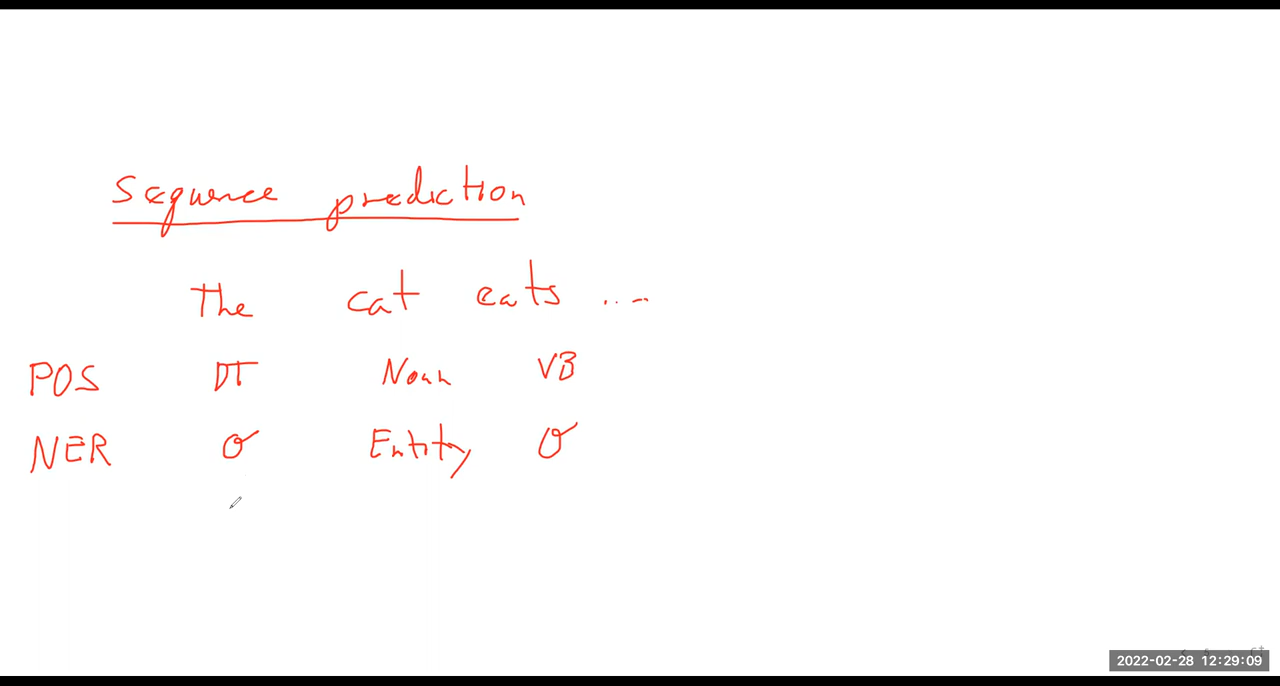 Sequence prediction
The cat eats ...
POS DT Noun VB
NER O Entity O
2022-02-28 12:29:09